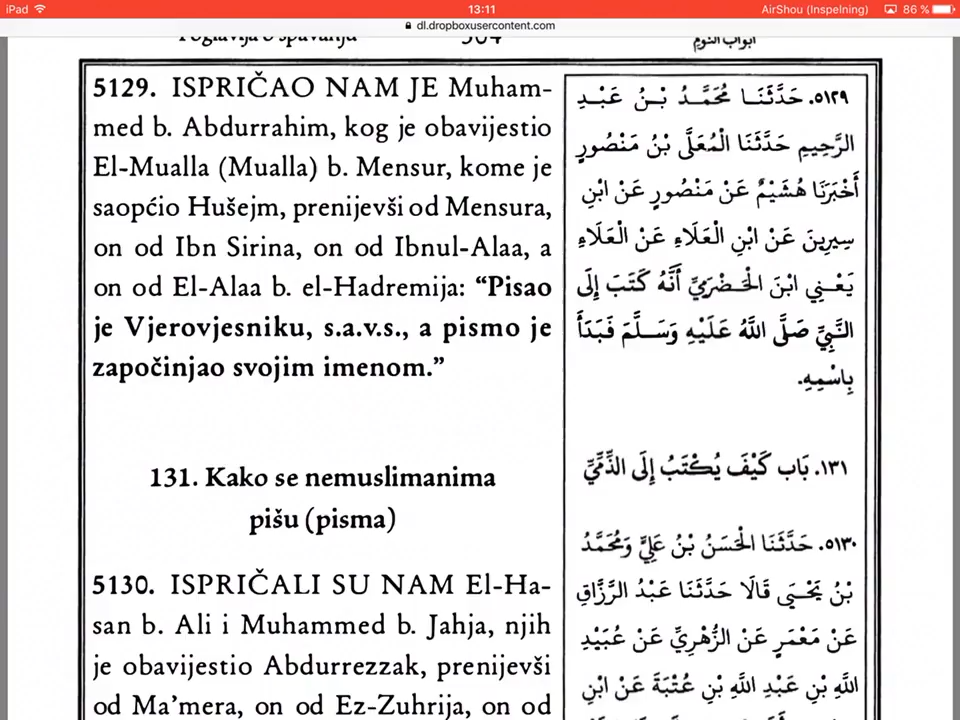 iPad
13:11
AirShou (Inspelning)
86 %
dl.dropboxusercontent.com
Poglavlja o spavanju
504
أبواب النوم
5129. ISPRIČAO NAM JE Muham-
med b. Abdurrahim, kog je obavijestio
El-Mualla (Mualla) b. Mensur, kome je
saopćio Hušejm, prenijevši od Mensura,
on od Ibn Sirina, on od Ibnul-Alaa, a
on od El-Alaa b. el-Hadremija: “Pisao
je Vjerovjesniku, s.a.v.s., a pismo je
započinjao svojim imenom.”
131. Kako se nemuslimanima
pišu (pisma)
5130. ISPRIČALI SU NAM El-Ha-
san b. Ali i Muhammed b. Jahja, njih
je obavijestio Abdurrezzak, prenijevši
od Ma’mera, on od Ez-Zuhrija, on od
٥١٢٩. حَدَّثَنَا مُحَمَّدُ بْنُ عَبْدِ
الرَّحِيمِ حَدَّثَنَا الْمُعَلَّى بْنُ مَنْصُورٍ
أَخْبَرَنَا هُشَيْمٌ عَنْ مَنْصُورٍ عَنْ ابْنِ
سِيرِينَ عَنْ ابْنِ الْعَلَاءِ عَنْ الْعَلَاءِ
يَعْنِي ابْنَ الْحَضْرَمِيِّ أَنَّهُ كَتَبَ إِلَى
النَّبِيِّ صَلَّى اللَّهُ عَلَيْهِ وَسَلَّمَ فَبَدَأَ
بِاسْمِهِ.
١٣١. بَاب كَيْفَ يُكْتَبُ إِلَى الذِّمِّيِّ
٥١٣٠. حَدَّثَنَا الْحَسَنُ بْنُ عَلِيٍّ وَمُحَمَّدُ
بْنُ يَحْيَى قَالَا حَدَّثَنَا عَبْدُ الرَّزَّاقِ
عَنْ مَعْمَرٍ عَنْ الزُّهْرِيِّ عَنْ عُبَيْدِ
اللَّهِ بْنِ عَبْدِ اللَّهِ بْنِ عُتْبَةَ عَنْ ابْنِ